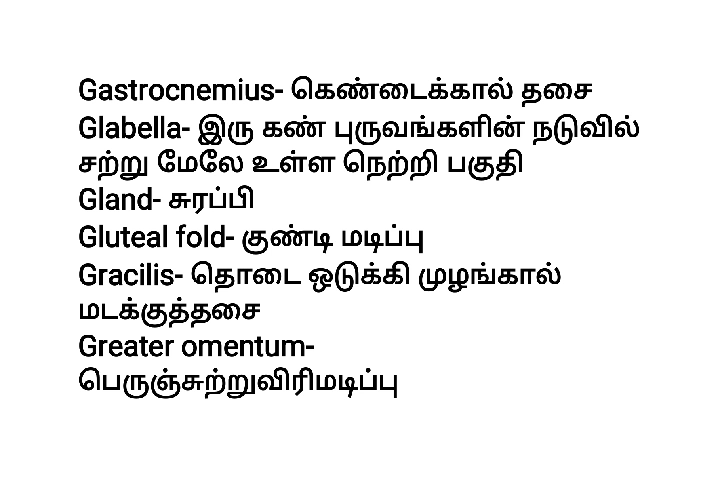 Gastrocnemius- கெண்டைக்கால் தசை
Glabella- இரு கண் புருவங்களின் நடுவில்
சற்று மேலே உள்ள நெற்றி பகுதி
Gland- சுரப்பி
Gluteal fold- குண்டி மடிப்பு
Gracilis- தொடை ஒடுக்கி முழங்கால்
மடக்குத்தசை
Greater omentum-
பெருஞ்சுற்றுவிரிமடிப்பு